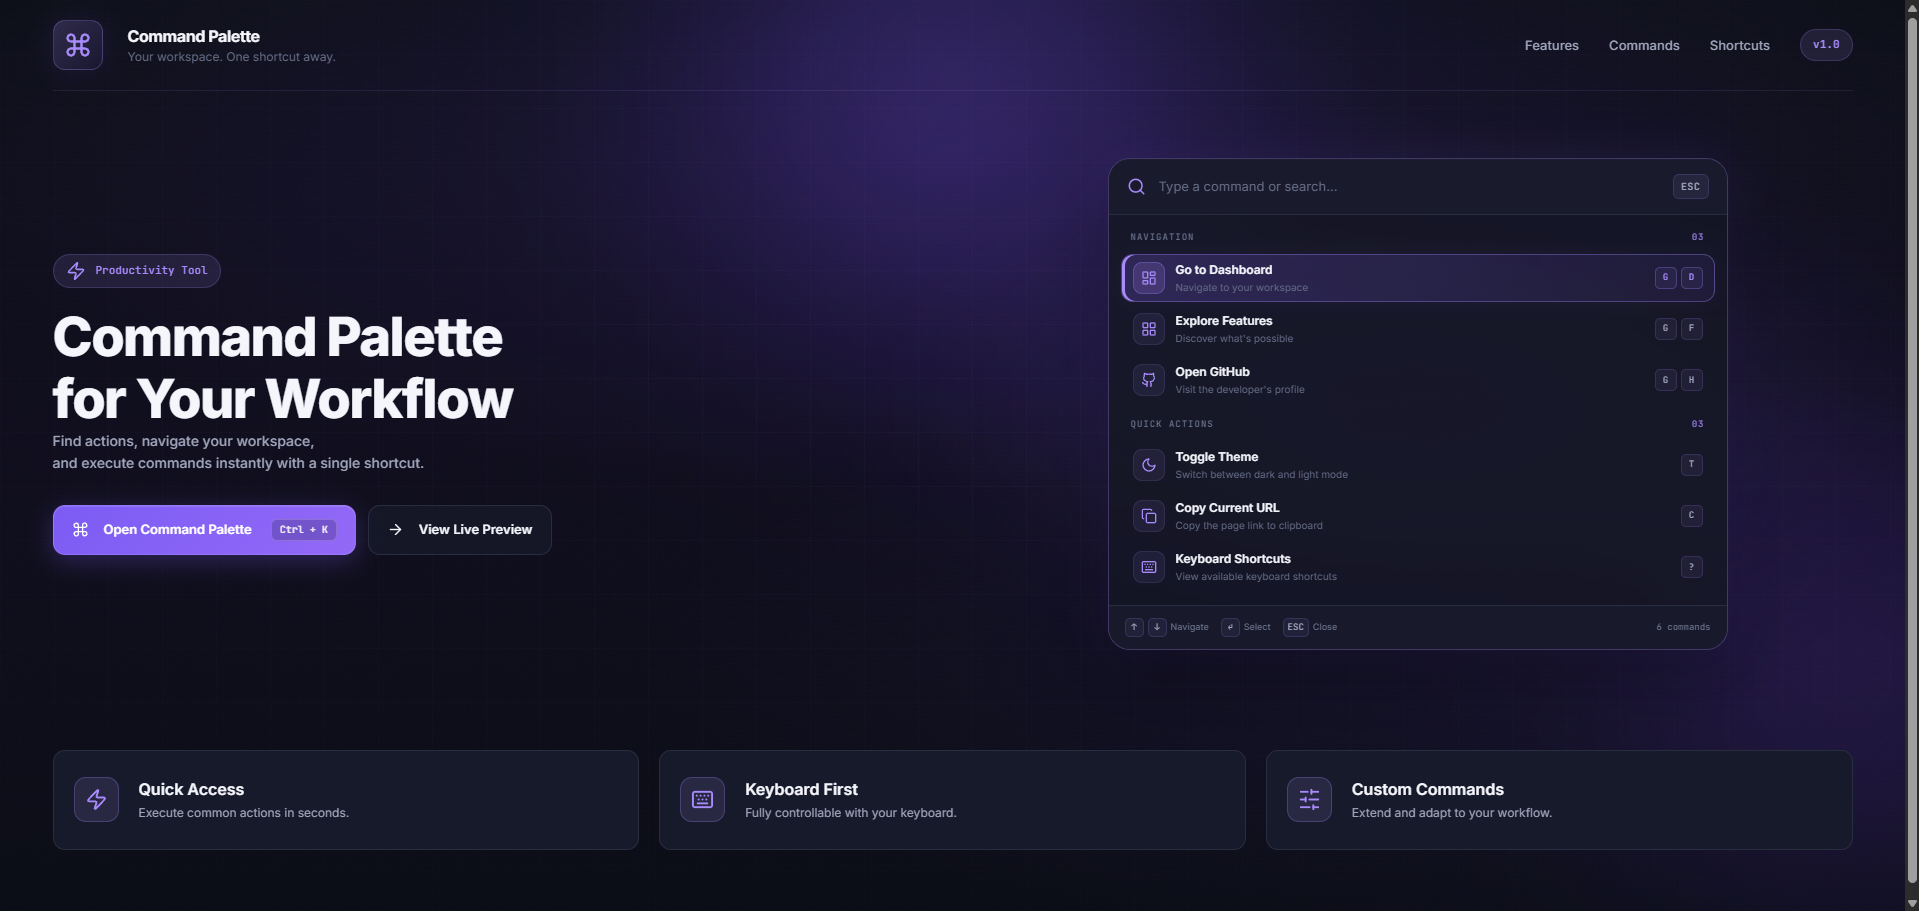 Command Palette
Your workspace. One shortcut away.
Features
Commands
Shortcuts
v1.0
Productivity Tool
Command Palette
for Your Workflow
Find actions, navigate your workspace,
and execute commands instantly with a single shortcut.
Open Command Palette Ctrl + K
View Live Preview
Type a command or search...
ESC
NAVIGATION 03
Go to Dashboard
Navigate to your workspace
G D
Explore Features
Discover what's possible
G F
Open GitHub
Visit the developer's profile
G H
QUICK ACTIONS 03
Toggle Theme
Switch between dark and light mode
T
Copy Current URL
Copy the page link to clipboard
C
Keyboard Shortcuts
View available keyboard shortcuts
?
↑ ↓ Navigate ↵ Select ESC Close 6 commands
Quick Access
Execute common actions in seconds.
Keyboard First
Fully controllable with your keyboard.
Custom Commands
Extend and adapt to your workflow.